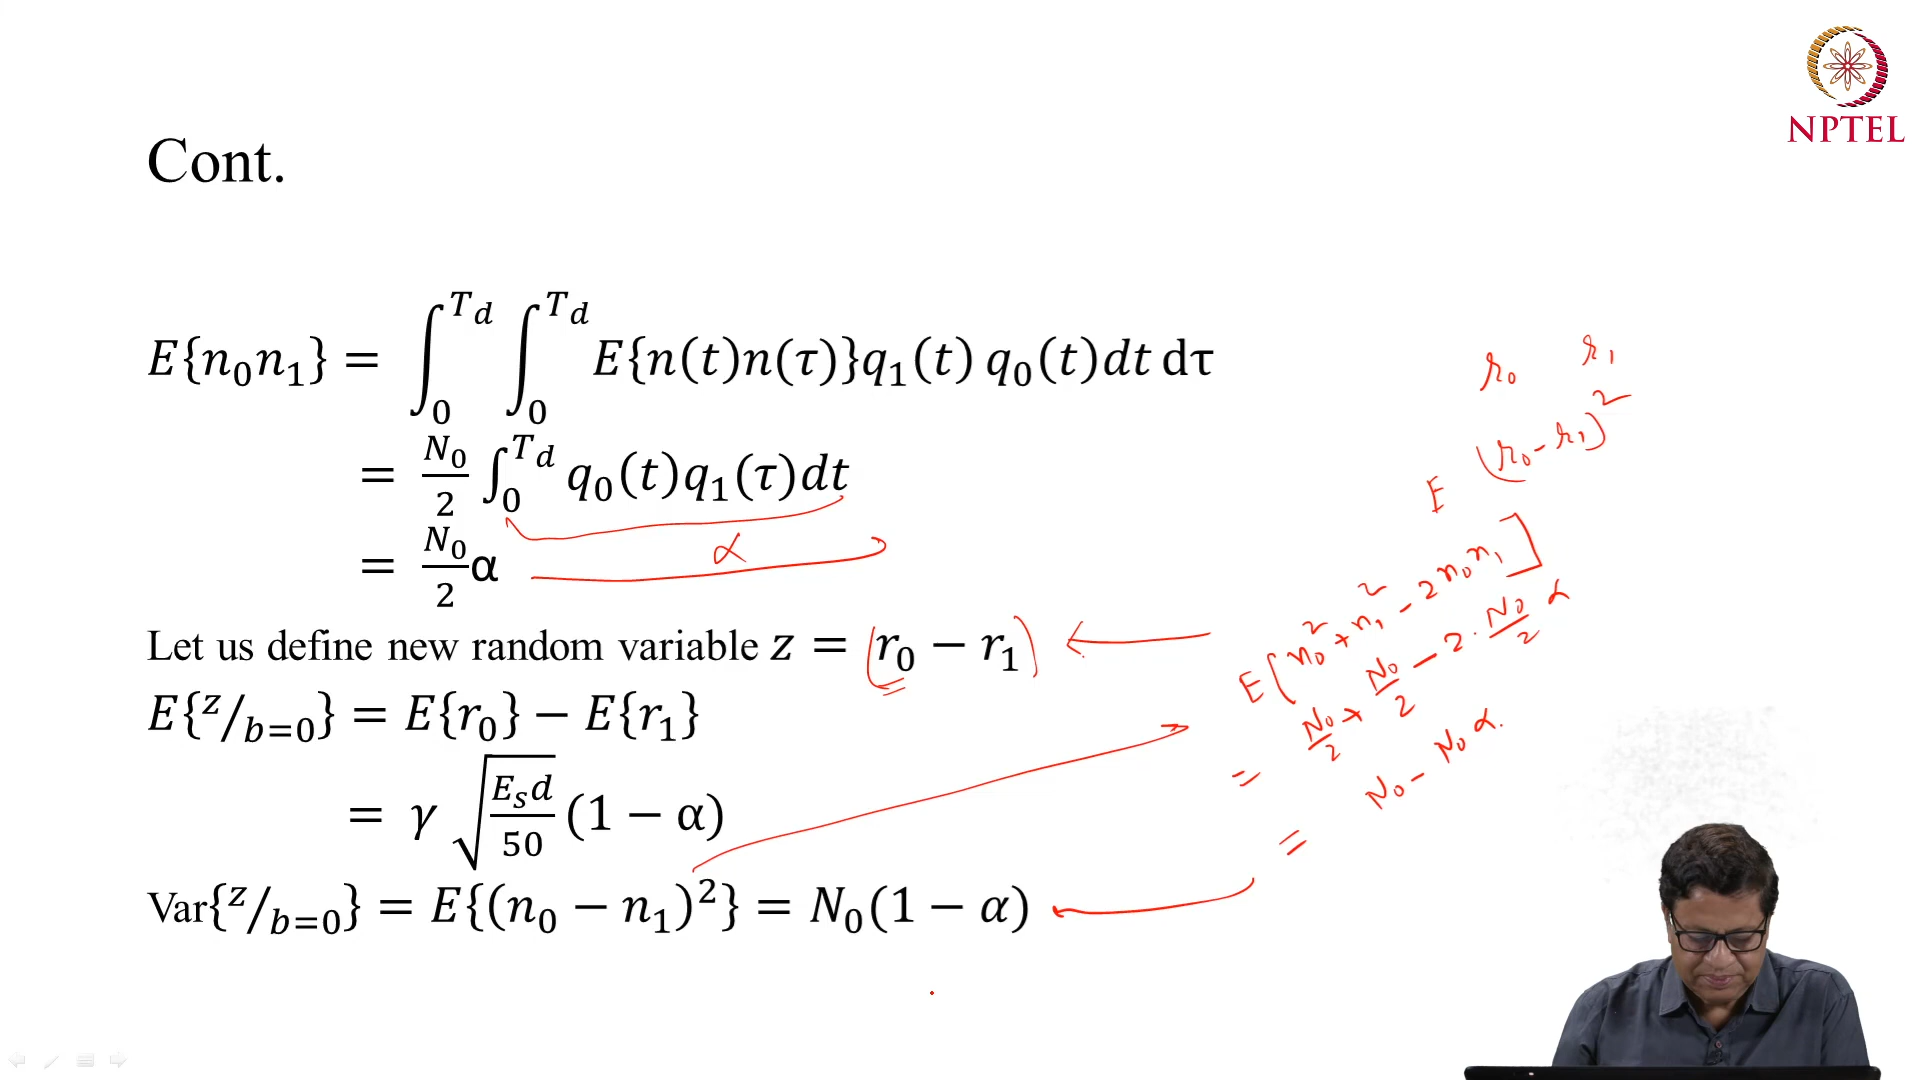 NPTEL
Cont.
E{n₀n₁} = ∫₀^{T_d} ∫₀^{T_d} E{n(t)n(τ)}q₁(t) q₀(t)dt dτ
= N₀/2 ∫₀^{T_d} q₀(t)q₁(τ)dt
α
= N₀/2 α
Let us define new random variable z = (r₀ − r₁)
E{z/b=0} = E{r₀} − E{r₁}
= γ √(E_s d/50) (1 − α)
Var{z/b=0} = E{(n₀ − n₁)²} = N₀(1 − α)
r₀ r₁
E (r₀ - r₁)²
E[n₀² + n₁² - 2n₀n₁]
= N₀/2 + N₀/2 - 2 · N₀/2 α
= N₀ - N₀ α.